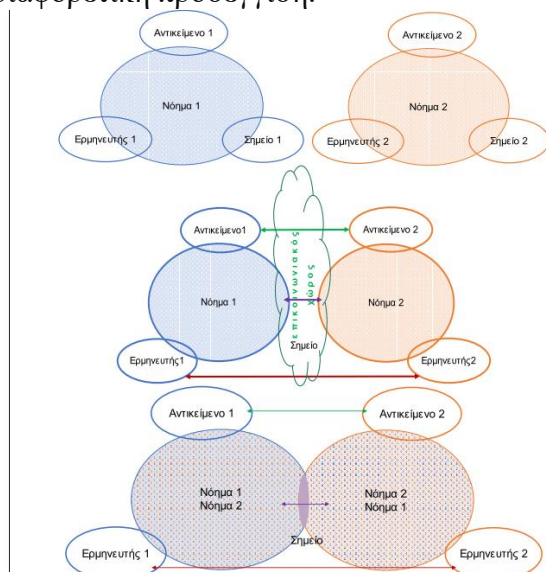 Αντικείμενο 1
Αντικείμενο 2
Νόημα 1
Νόημα 2
Ερμηνευτής 1
Σημείο 1
Ερμηνευτής 2
Σημείο 2
Αντικείμενο1
Αντικείμενο 2
επικοινωνιακός
χώρος
Νόημα 1
Νόημα 2
Σημείο
Ερμηνευτής1
Ερμηνευτής2
Αντικείμενο 1
Αντικείμενο 2
Νόημα 1
Νόημα 2
Νόημα 2
Νόημα 1
Σημείο
Ερμηνευτής 1
Ερμηνευτής 2